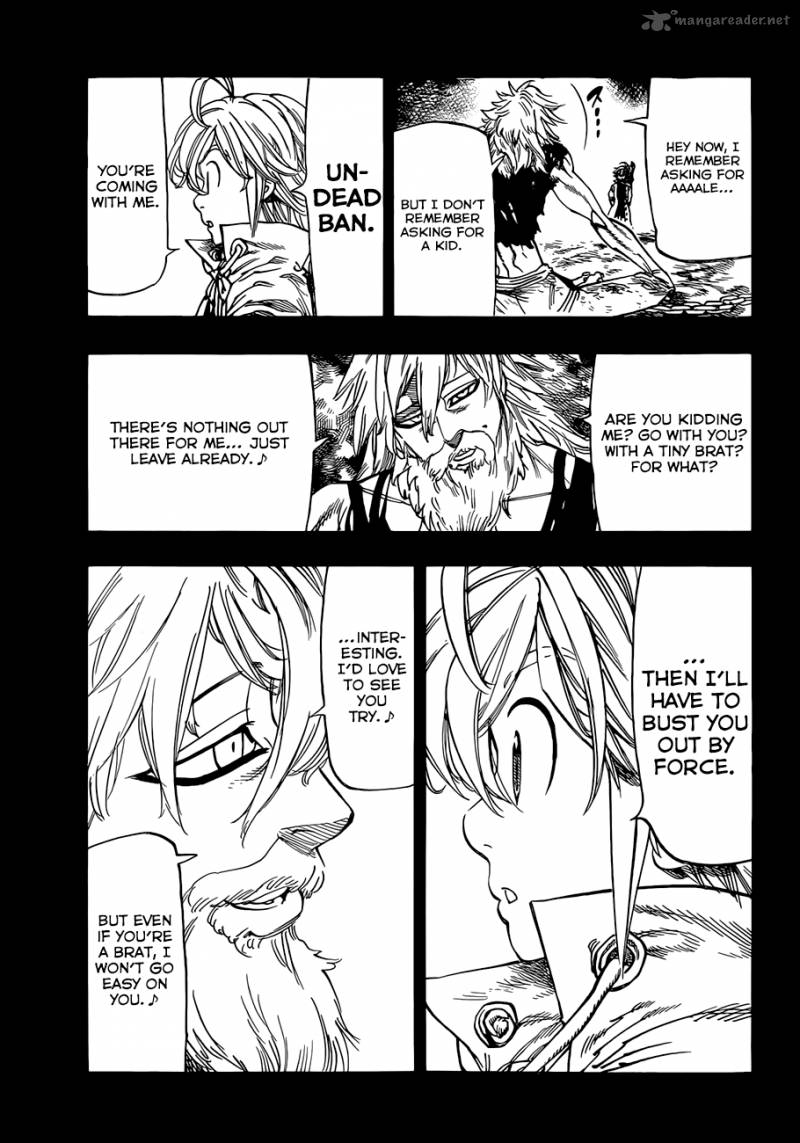 mangareader.net
HEY NOW, I
REMEMBER
ASKING FOR
AAAALE...
BUT I DON'T
REMEMBER
ASKING FOR
A KID.
ス...
UN-
DEAD
BAN.
YOU'RE
COMING
WITH ME.
ARE YOU KIDDING
ME? GO WITH YOU?
WITH A TINY BRAT?
FOR WHAT?
THERE'S NOTHING OUT
THERE FOR ME... JUST
LEAVE ALREADY.♪
...
THEN I'LL
HAVE TO
BUST YOU
OUT BY
FORCE.
...INTER-
ESTING.
I'D LOVE
TO SEE
YOU
TRY.♪
BUT EVEN
IF YOU'RE
A BRAT, I
WON'T GO
EASY ON
YOU.♪